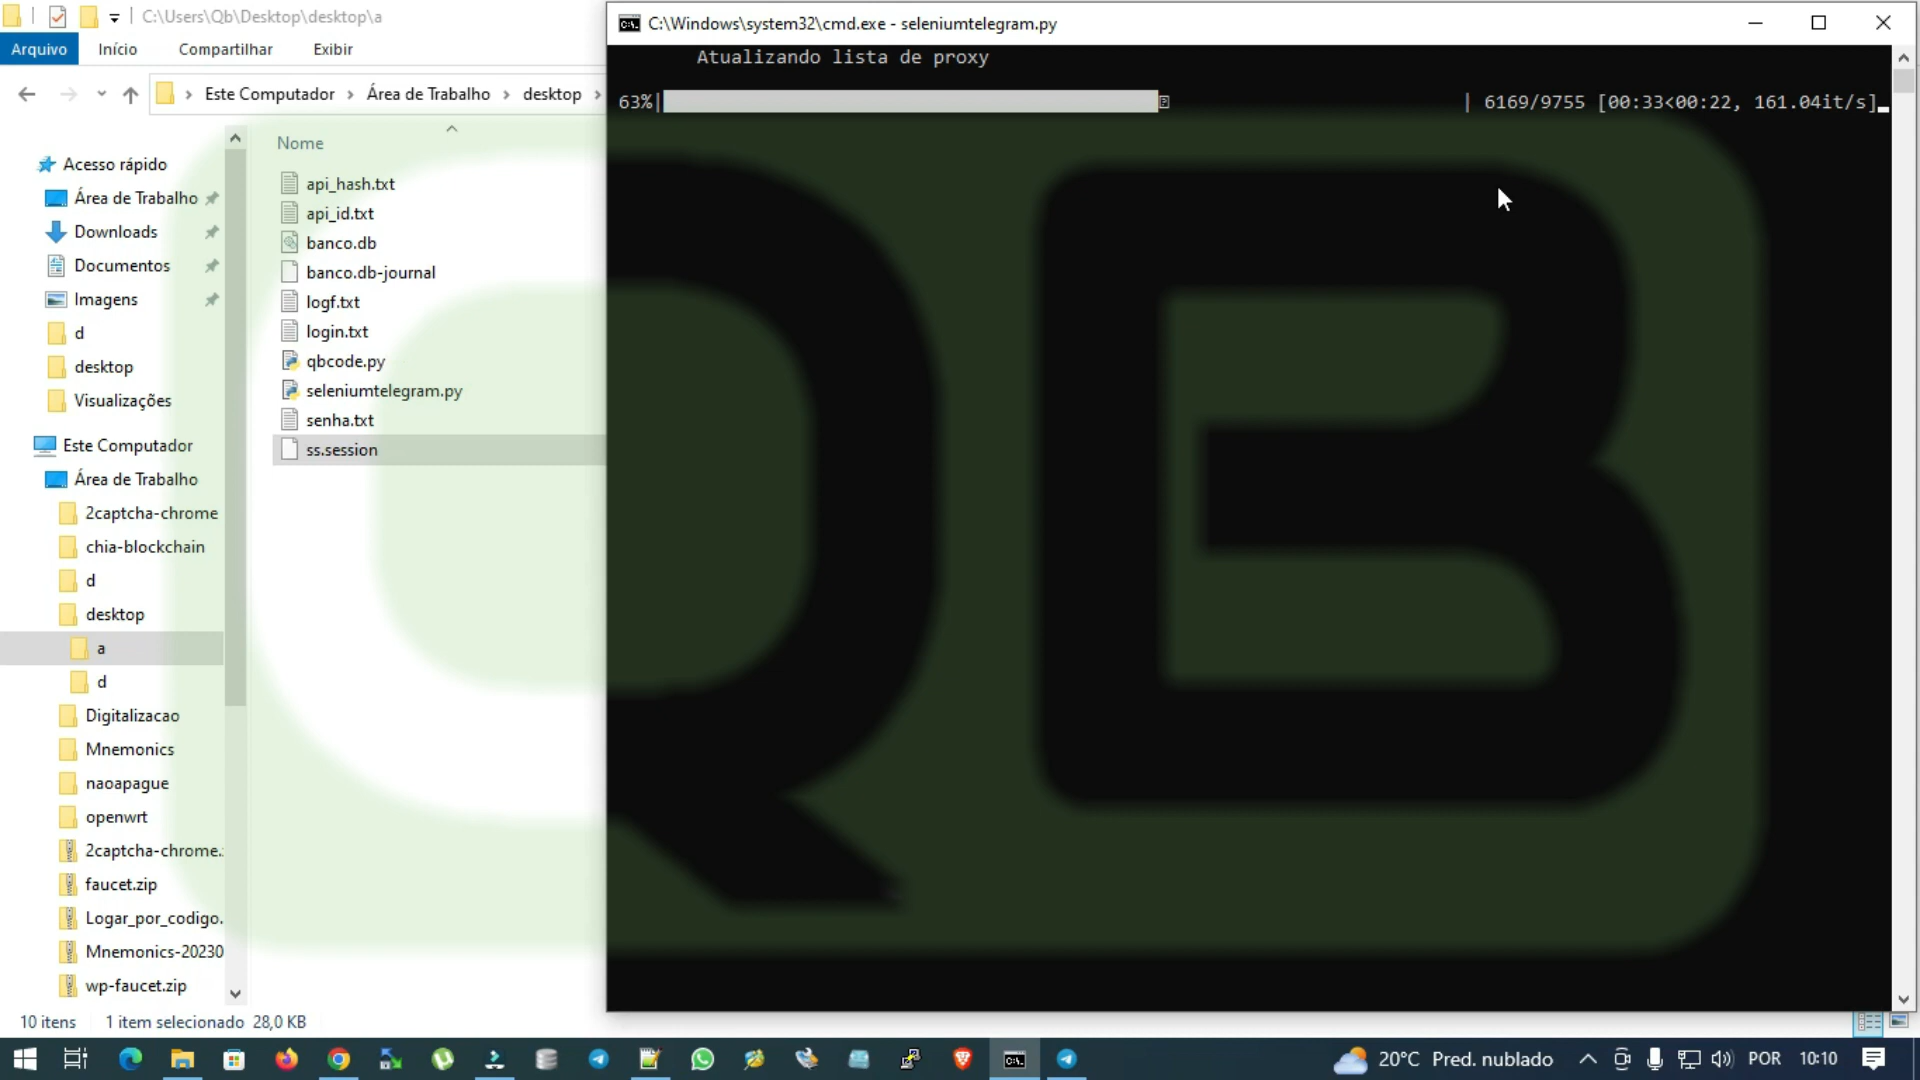 C:\Users\Qb\Desktop\desktop\a
Arquivo
Início
Compartilhar
Exibir
Este Computador
Área de Trabalho
desktop
Acesso rápido
Área de Trabalho
Downloads
Documentos
Imagens
d
desktop
Visualizações
Este Computador
Área de Trabalho
2captcha-chrome
chia-blockchain
d
desktop
a
d
Digitalizacao
Mnemonics
naoapague
openwrt
2captcha-chrome.
faucet.zip
Logar_por_codigo.
Mnemonics-20230
wp-faucet.zip
Nome
api_hash.txt
api_id.txt
banco.db
banco.db-journal
logf.txt
login.txt
qbcode.py
seleniumtelegram.py
senha.txt
ss.session
10 itens
1 item selecionado 28,0 KB
C:\Windows\system32\cmd.exe - seleniumtelegram.py
Atualizando lista de proxy
63%| | 6169/9755 [00:33<00:22, 161.04it/s]
QB
20°C Pred. nublado
POR
10:10